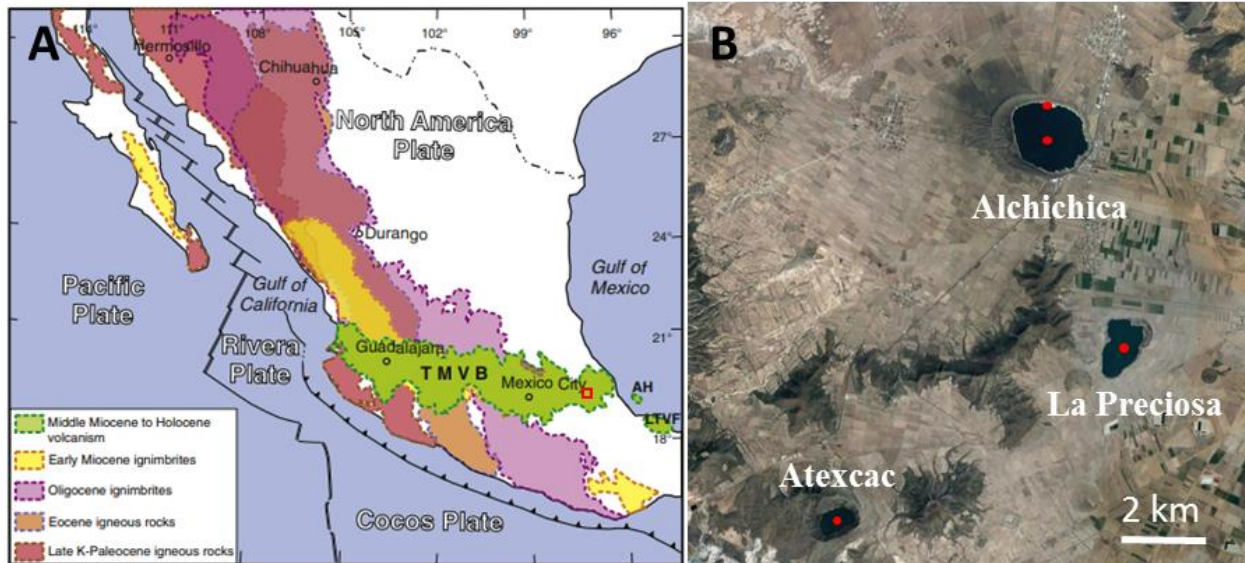 A
114°
111°
108°
105°
102°
99°
96°
Hermosillo
Chihuahua
North America
Plate
27°
Durango
24°
Gulf of
Mexico
Pacific
Plate
Gulf of
California
21°
Rivera
Plate
Guadalajara
T M V B
Mexico City
AH
LTVF
18°
Cocos Plate
Middle Miocene to Holocene
volcanism
Early Miocene ignimbrites
Oligocene ignimbrites
Eocene igneous rocks
Late K-Paleocene igneous rocks
B
Alchichica
La Preciosa
Atexcac
2 km